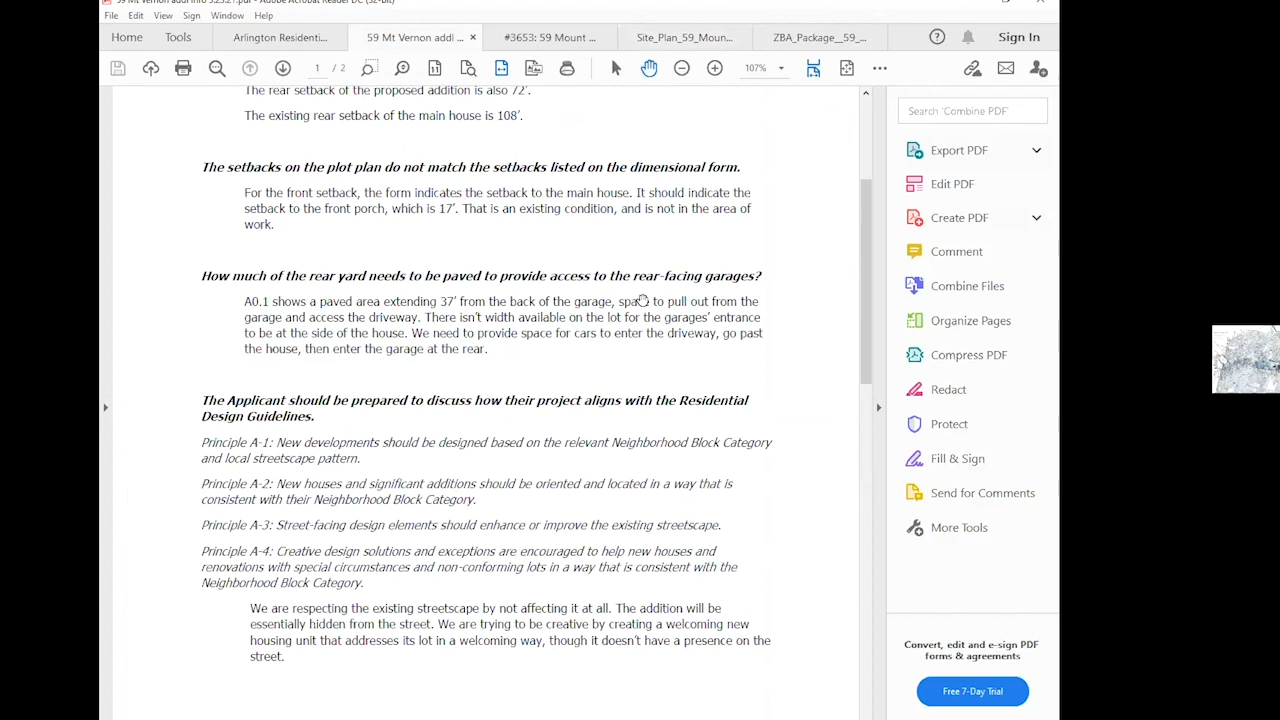 File Edit View Sign Window Help
Home Tools Arlington Residenti... 59 Mt Vernon addl ... × #3653: 59 Mount ... Site_Plan_59_Moun... ZBA_Package__59_... Sign In
1 / 2 107%
The rear setback of the proposed addition is also 72'.
The existing rear setback of the main house is 108'.
The setbacks on the plot plan do not match the setbacks listed on the dimensional form.
For the front setback, the form indicates the setback to the main house. It should indicate the
setback to the front porch, which is 17'. That is an existing condition, and is not in the area of
work.
How much of the rear yard needs to be paved to provide access to the rear-facing garages?
A0.1 shows a paved area extending 37' from the back of the garage, to pull out from the
garage and access the driveway. There isn't width available on the lot for the garages' entrance
to be at the side of the house. We need to provide space for cars to enter the driveway, go past
the house, then enter the garage at the rear.
The Applicant should be prepared to discuss how their project aligns with the Residential
Design Guidelines.
Principle A-1: New developments should be designed based on the relevant Neighborhood Block Category
and local streetscape pattern.
Principle A-2: New houses and significant additions should be oriented and located in a way that is
consistent with their Neighborhood Block Category.
Principle A-3: Street-facing design elements should enhance or improve the existing streetscape.
Principle A-4: Creative design solutions and exceptions are encouraged to help new houses and
renovations with special circumstances and non-conforming lots in a way that is consistent with the
Neighborhood Block Category.
We are respecting the existing streetscape by not affecting it at all. The addition will be
essentially hidden from the street. We are trying to be creative by creating a welcoming new
housing unit that addresses its lot in a welcoming way, though it doesn't have a presence on the
street.
Search 'Combine PDF'
Export PDF
Edit PDF
Create PDF
Comment
Combine Files
Organize Pages
Compress PDF
Redact
Protect
Fill & Sign
Send for Comments
More Tools
Convert, edit and e-sign PDF
forms & agreements
Free 7-Day Trial